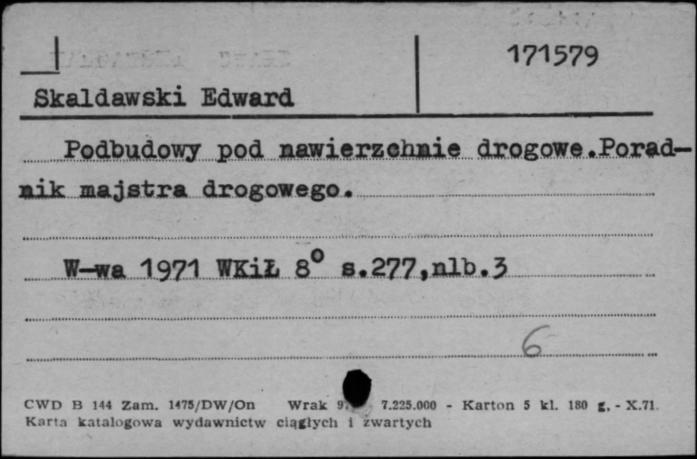 171579
Skaldawski Edward
Podbudowy pod nawierzchnie drogowe.Porad-
nik majstra drogowego.
W-wa 1971 WKiŁ 8° s.277,nlb.3
6
CWD B 144 Zam. 1475/DW/On Wrak 7.225.000 - Karton 5 kl. 180 g. - X.71.
Karta katalogowa wydawnictw ciągłych i zwartych